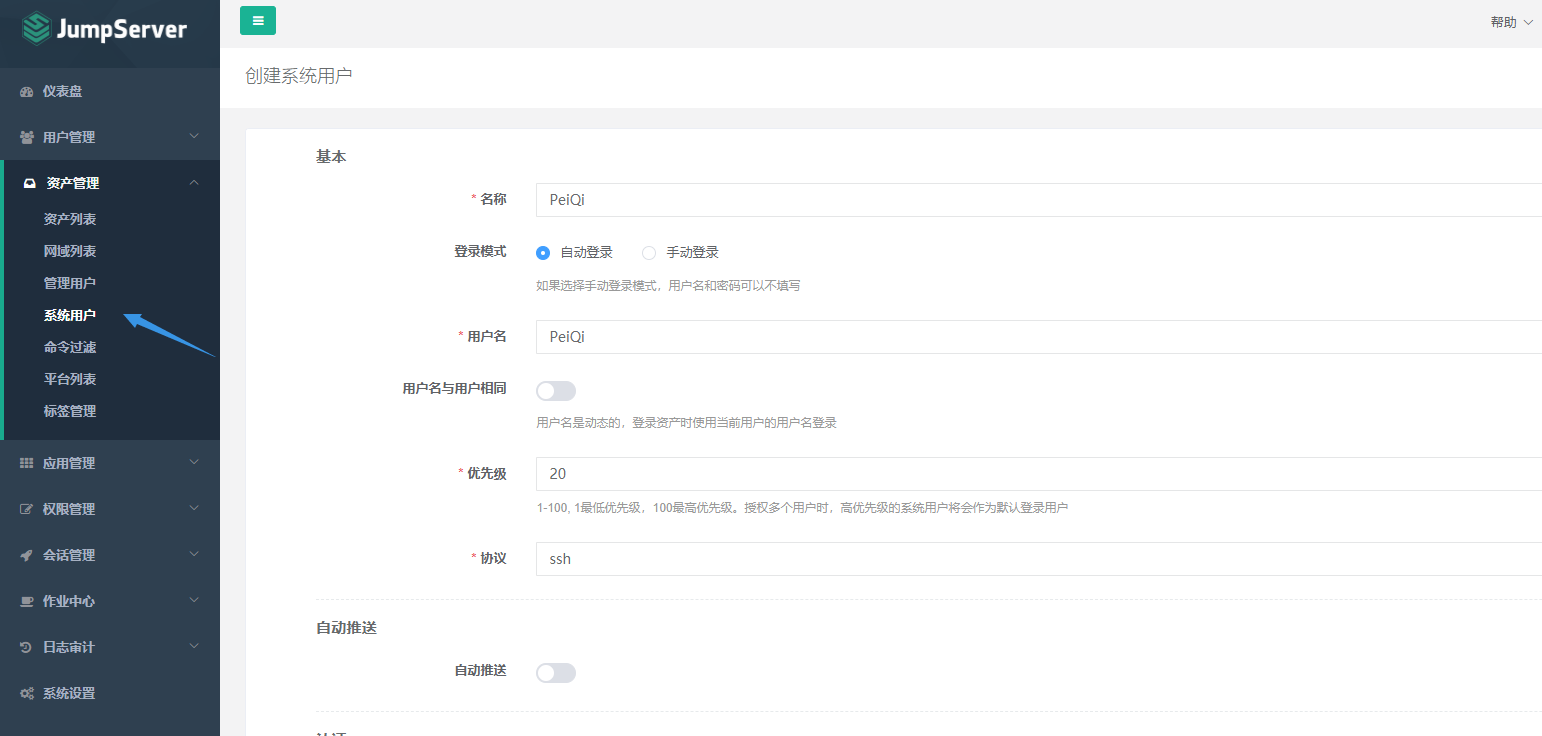 JumpServer
帮助
仪表盘
用户管理
资产管理
资产列表
网域列表
管理用户
系统用户
命令过滤
平台列表
标签管理
应用管理
权限管理
会话管理
作业中心
日志审计
系统设置
创建系统用户
基本
* 名称 PeiQi
登录模式 自动登录 手动登录
如果选择手动登录模式，用户名和密码可以不填写
* 用户名 PeiQi
用户名与用户相同
用户名是动态的，登录资产时使用当前用户的用户名登录
* 优先级 20
1-100, 1最低优先级，100最高优先级。授权多个用户时，高优先级的系统用户将会作为默认登录用户
* 协议 ssh
自动推送
自动推送